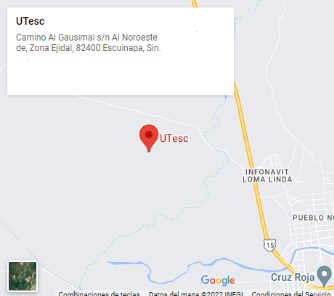 UTesc
Camino Al Gausimal s/n Al Noroeste
de, Zona Ejidal, 82400 Escuinapa, Sin.
UTesc
INFONAVIT
LOMA LINDA
PUEBLO NU
15
Cruz Roja
Google
Combinaciones de teclas
Datos del mapa ©2022 INEGI
Condiciones del Servicio